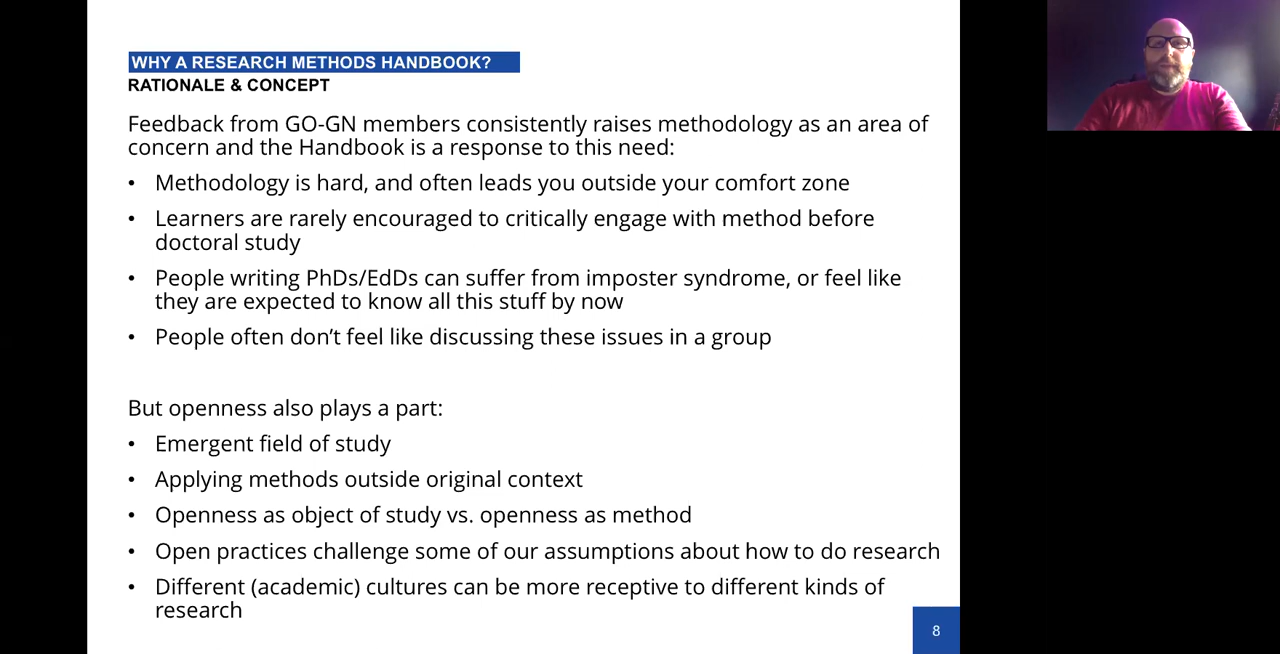 WHY A RESEARCH METHODS HANDBOOK?
RATIONALE & CONCEPT
Feedback from GO-GN members consistently raises methodology as an area of
concern and the Handbook is a response to this need:
• Methodology is hard, and often leads you outside your comfort zone
• Learners are rarely encouraged to critically engage with method before
doctoral study
• People writing PhDs/EdDs can suffer from imposter syndrome, or feel like
they are expected to know all this stuff by now
• People often don’t feel like discussing these issues in a group
But openness also plays a part:
• Emergent field of study
• Applying methods outside original context
• Openness as object of study vs. openness as method
• Open practices challenge some of our assumptions about how to do research
• Different (academic) cultures can be more receptive to different kinds of
research
8